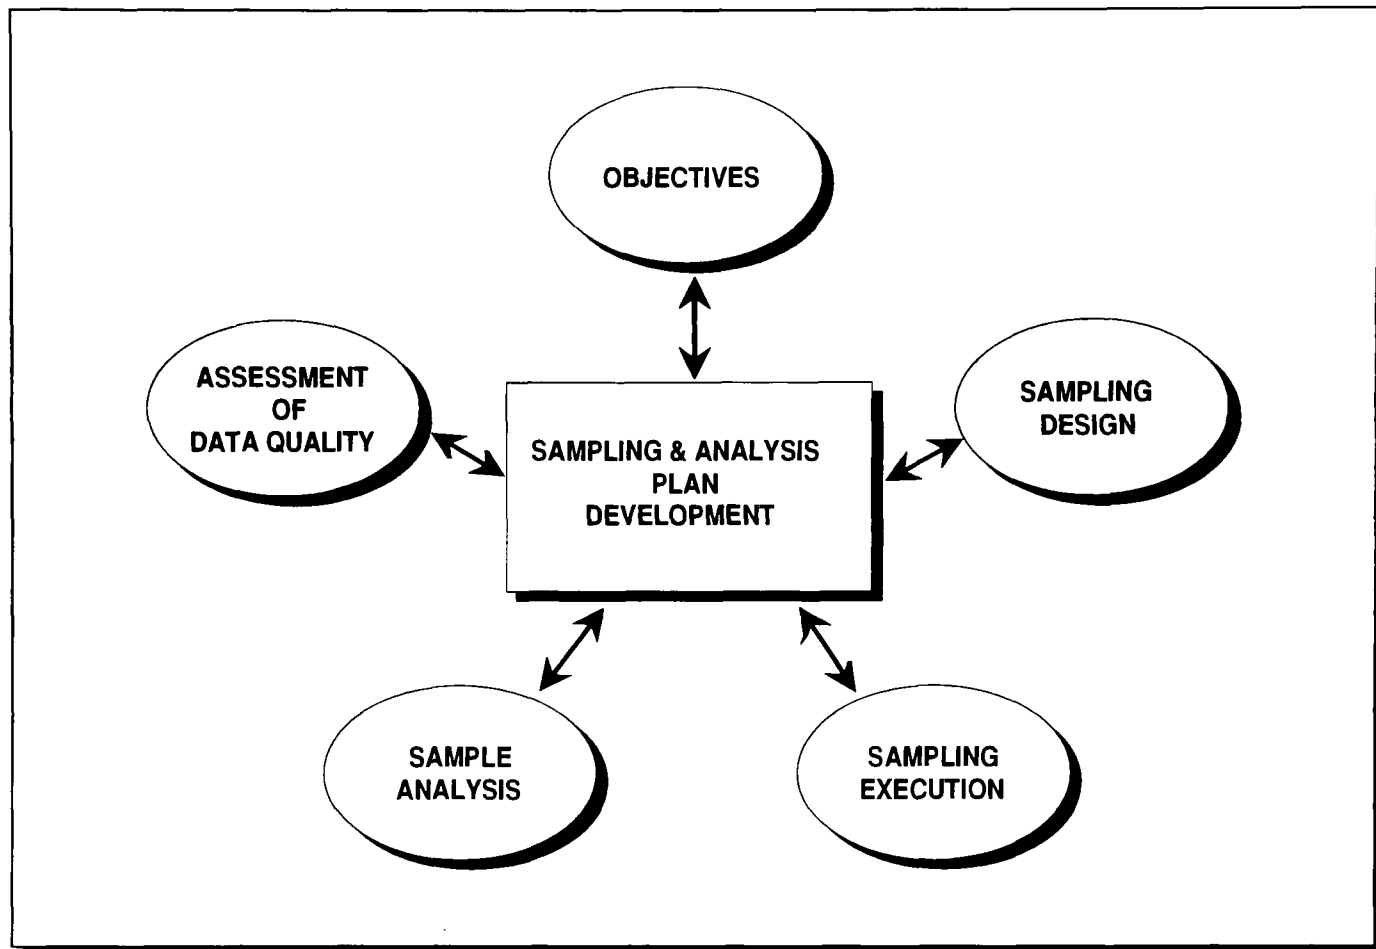 OBJECTIVES
ASSESSMENT
OF
DATA QUALITY
SAMPLING & ANALYSIS
PLAN
DEVELOPMENT
SAMPLING
DESIGN
SAMPLE
ANALYSIS
SAMPLING
EXECUTION